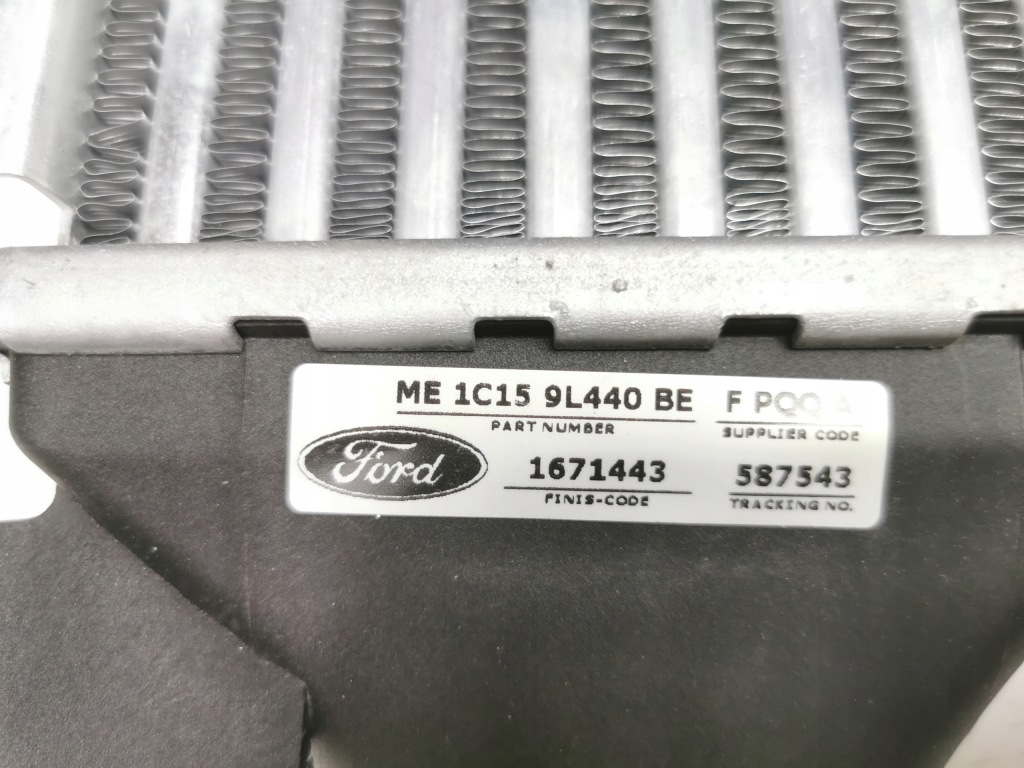 ME 1C15 9L440 BE F PQQ A
PART NUMBER SUPPLIER CODE
Ford 1671443 587543
FINIS-CODE TRACKING NO.